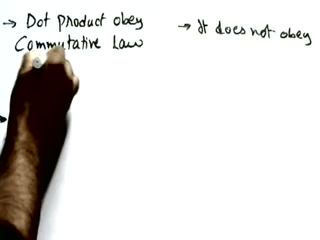 → Dot product obey
Commutative Law
→ It does not obey